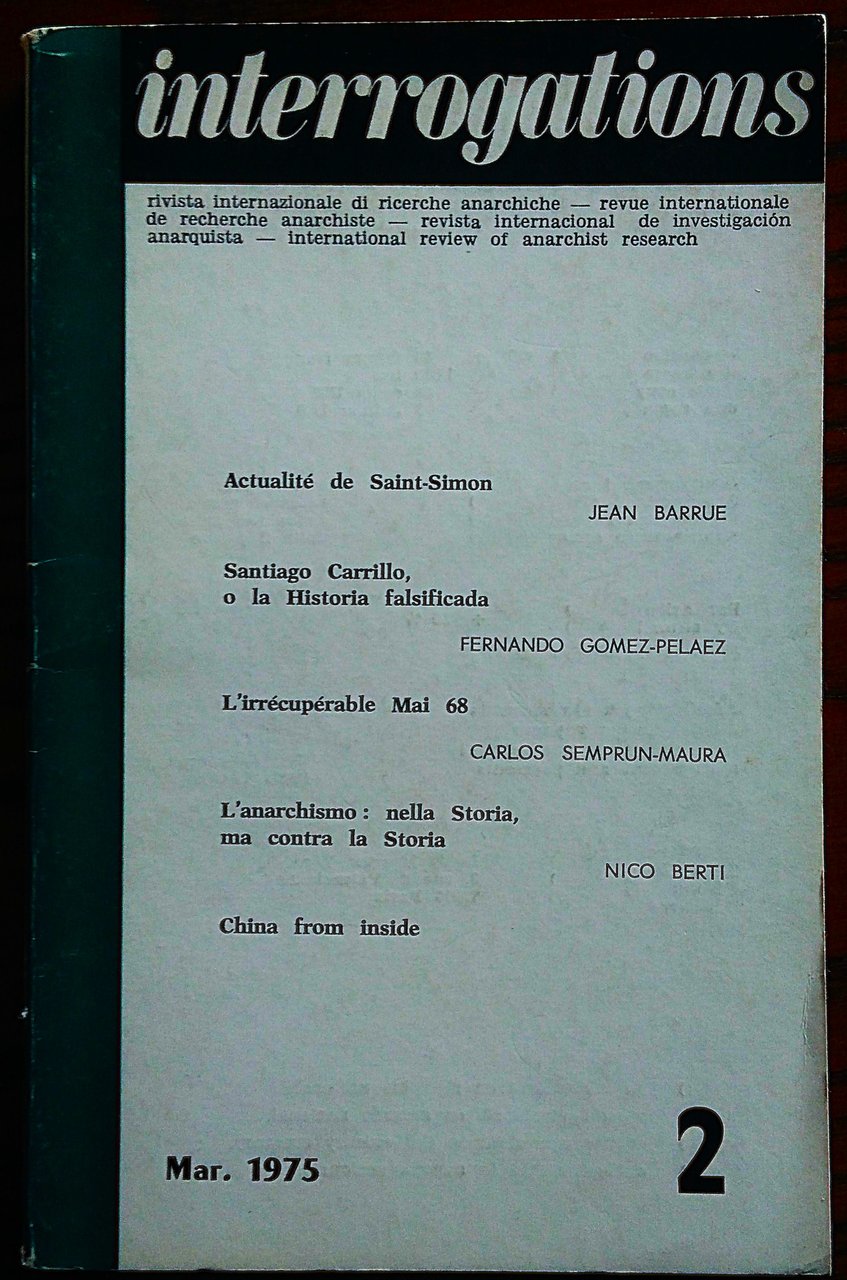 interrogations
rivista internazionale di ricerche anarchiche — revue internationale
de recherche anarchiste — revista internacional de investigación
anarquista — international review of anarchist research
Actualité de Saint-Simon
JEAN BARRUE
Santiago Carrillo,
o la Historia falsificada
FERNANDO GOMEZ-PELAEZ
L'irrécupérable Mai 68
CARLOS SEMPRUN-MAURA
L'anarchismo : nella Storia,
ma contra la Storia
NICO BERTI
China from inside
Mar. 1975
2